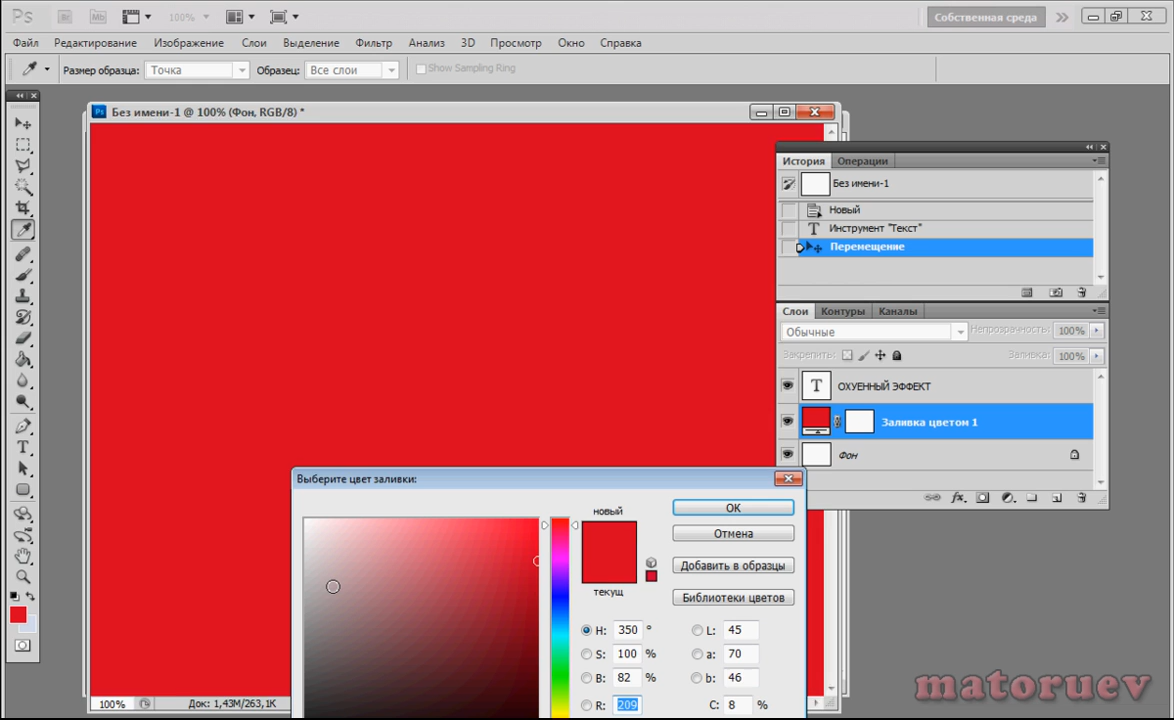 Ps Br Mb 100% Собственная среда
Файл Редактирование Изображение Слои Выделение Фильтр Анализ 3D Просмотр Окно Справка
Размер образца: Точка Образец: Все слои Show Sampling Ring
Без имени-1 @ 100% (Фон, RGB/8) *
История Операции
Без имени-1
Новый
Инструмент "Текст"
Перемещение
Слои Контуры Каналы
Обычные Непрозрачность: 100%
Закрепить: Заливка: 100%
T ОХУЕННЫЙ ЭФФЕКТ
Заливка цветом 1
Фон
Выберите цвет заливки:
новый
OK
Отмена
Добавить в образцы
текущ
Библиотеки цветов
H: 350 ° L: 45
S: 100 % a: 70
B: 82 % b: 46
R: 209 C: 8 %
100% Док: 1,43M/263,1K
matoruev